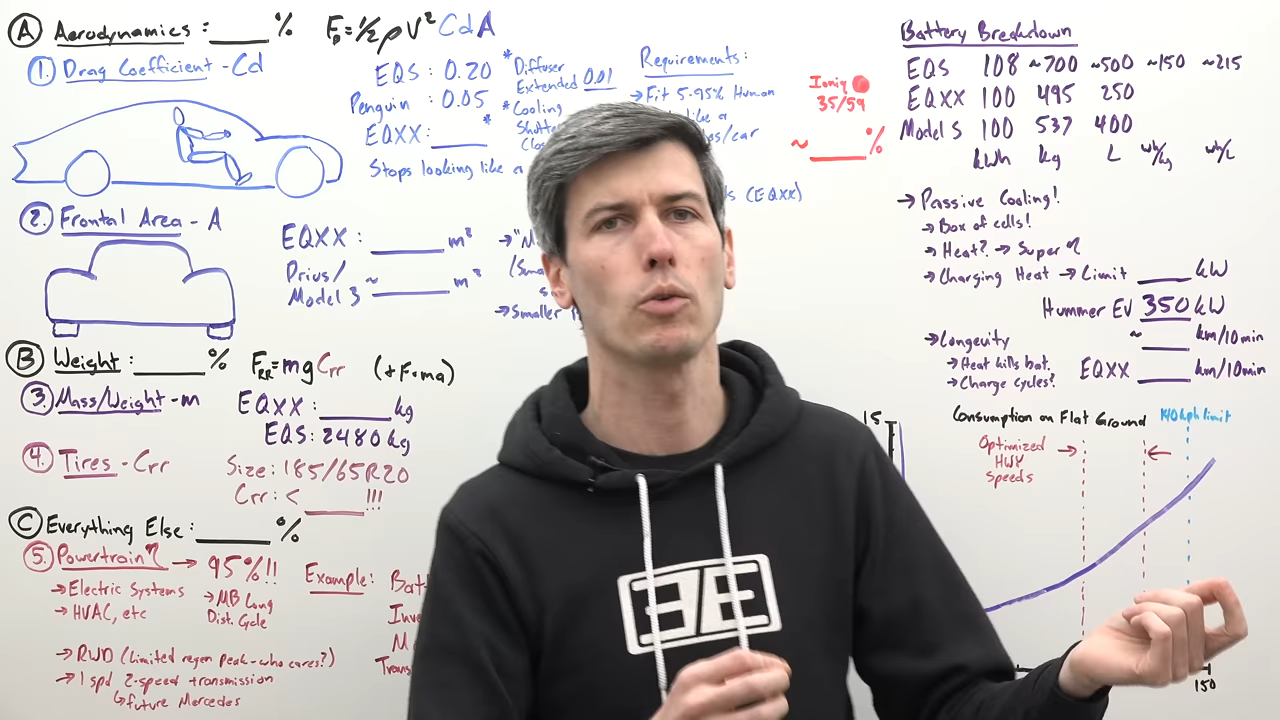 A Aerodynamics: ____%
F_D=½ρV²CdA
1. Drag Coefficient - Cd
EQS: 0.20
Penguin: 0.05
EQXX: ____
Stops looking like a
* Diffuser
Extended 0.01
* Cooling
*
Requirements:
→ Fit 5-95% Human
like a
/car
(EQXX)
Ioniq
35/59
~ ____%
2. Frontal Area - A
EQXX: ____ m²
Prius/
Model 3 ~ ____ m²
→ Smaller
B Weight: ____%
F_RR=mgCrr (+F=ma)
3. Mass/Weight - m
EQXX: ____ kg
EQS: 2480 kg
4. Tires - Crr
Size: 185/65R20
Crr: < ____ !!!
C Everything Else: ____%
5. Powertrain η → 95%!!
→ Electric Systems
→ HVAC, etc
→ MB Long
Dist. Cycle
→ RWD (Limited regen peak - who cares?)
→ 1 spd 2-speed transmission
↳ future Mercedes
Example:
Battery Breakdown
EQS 108 ~700 ~500 ~150 ~215
EQXX 100 495 250
Model S 100 537 400
kWh kg L wh/kg wh/L
→ Passive Cooling!
→ Box of cells!
→ Heat? → Super η
→ Charging Heat → Limit ____ kW
Hummer EV 350 kW
~ ____ km/10min
→ Longevity
→ Heat kills bat.
→ Charge cycles?
EQXX ____ km/10min
Consumption on Flat Ground
140 kph limit
15
Optimized → ←
HWY
Speeds
150